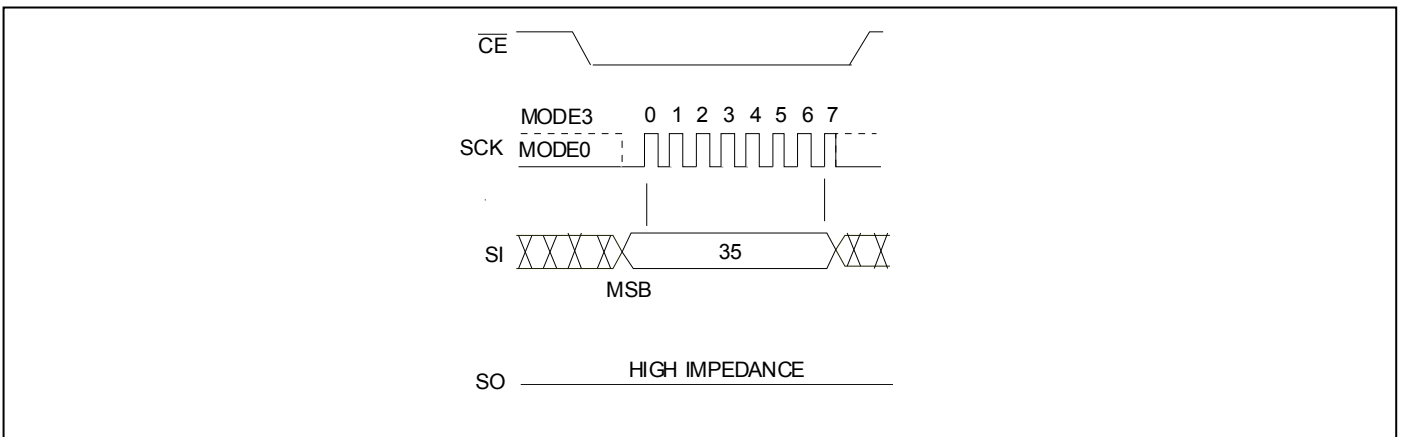 CE
MODE3 0 1 2 3 4 5 6 7
SCK MODE0
SI 35
MSB
SO HIGH IMPEDANCE